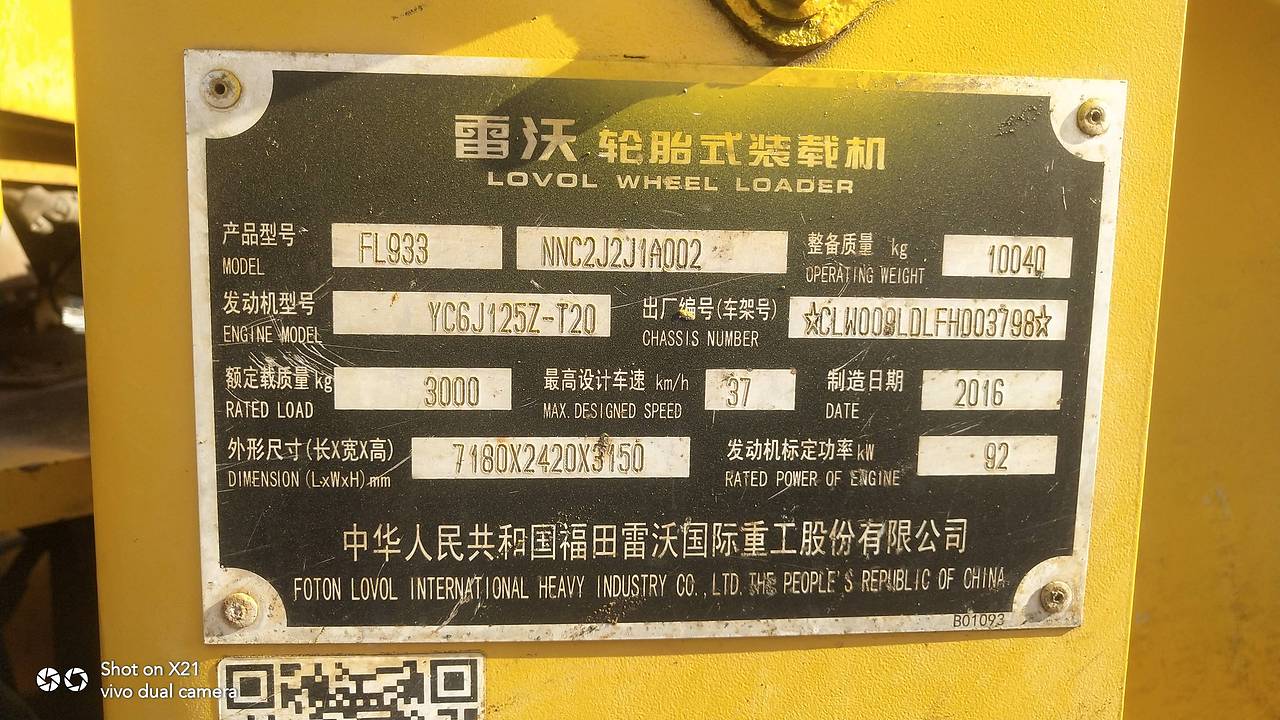 雷沃 轮胎式装载机
LOVOL WHEEL LOADER
产品型号 FL933 NNC2J2J1A002 整备质量 kg 10040
MODEL OPERATING WEIGHT
发动机型号 YC6J125Z-T20 出厂编号(车架号) ☆CLW009LDLFHD03798☆
ENGINE MODEL CHASSIS NUMBER
额定载质量 kg 3000 最高设计车速 km/h 37 制造日期 2016
RATED LOAD MAX.DESIGNED SPEED DATE
外形尺寸(长X宽X高) 7180X2420X3150 发动机标定功率 kW 92
DIMENSION (LxWxH) mm RATED POWER OF ENGINE
中华人民共和国福田雷沃国际重工股份有限公司
FOTON LOVOL INTERNATIONAL HEAVY INDUSTRY CO.,LTD.THE PEOPLE'S REPUBLIC OF CHINA
B01093
Shot on X21
vivo dual camera